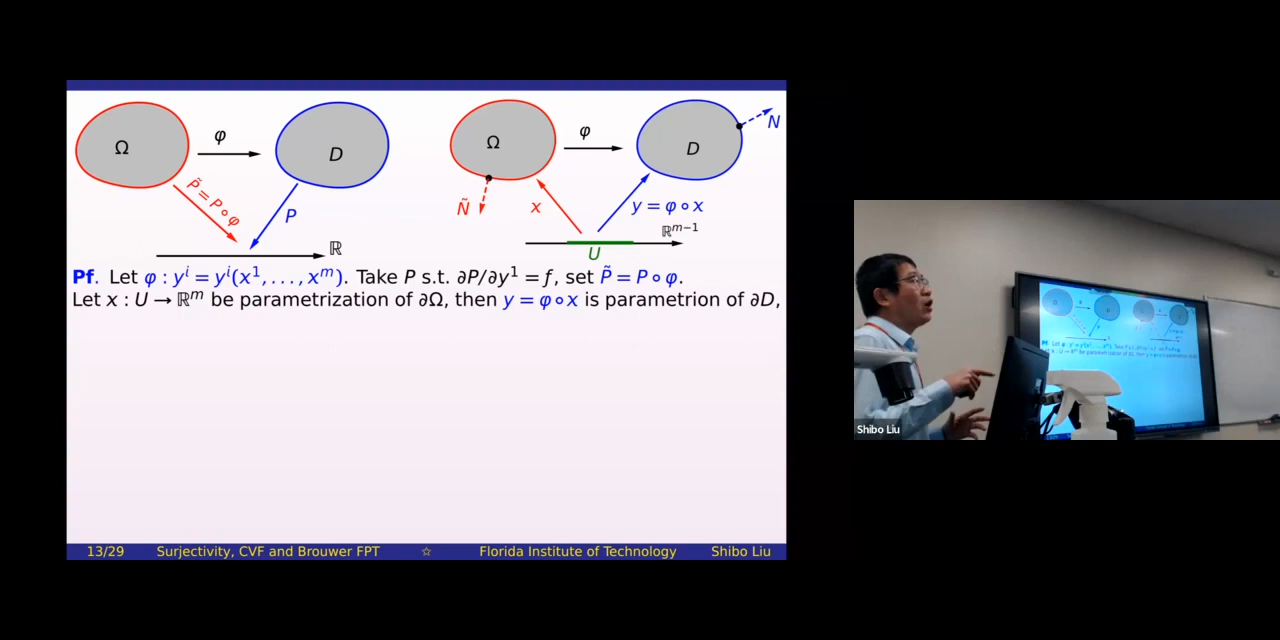 Ω φ D P̃ = P∘φ P ℝ
Ω φ D N Ñ x y = φ∘x ℝᵐ⁻¹ U
Pf. Let φ : yⁱ = yⁱ(x¹, . . . , xᵐ). Take P s.t. ∂P/∂y¹ = f, set P̃ = P∘φ.
Let x : U → ℝᵐ be parametrization of ∂Ω, then y = φ∘x is parametrion of ∂D,
13/29 Surjectivity, CVF and Brouwer FPT ☆ Florida Institute of Technology Shibo Liu
Shibo Liu